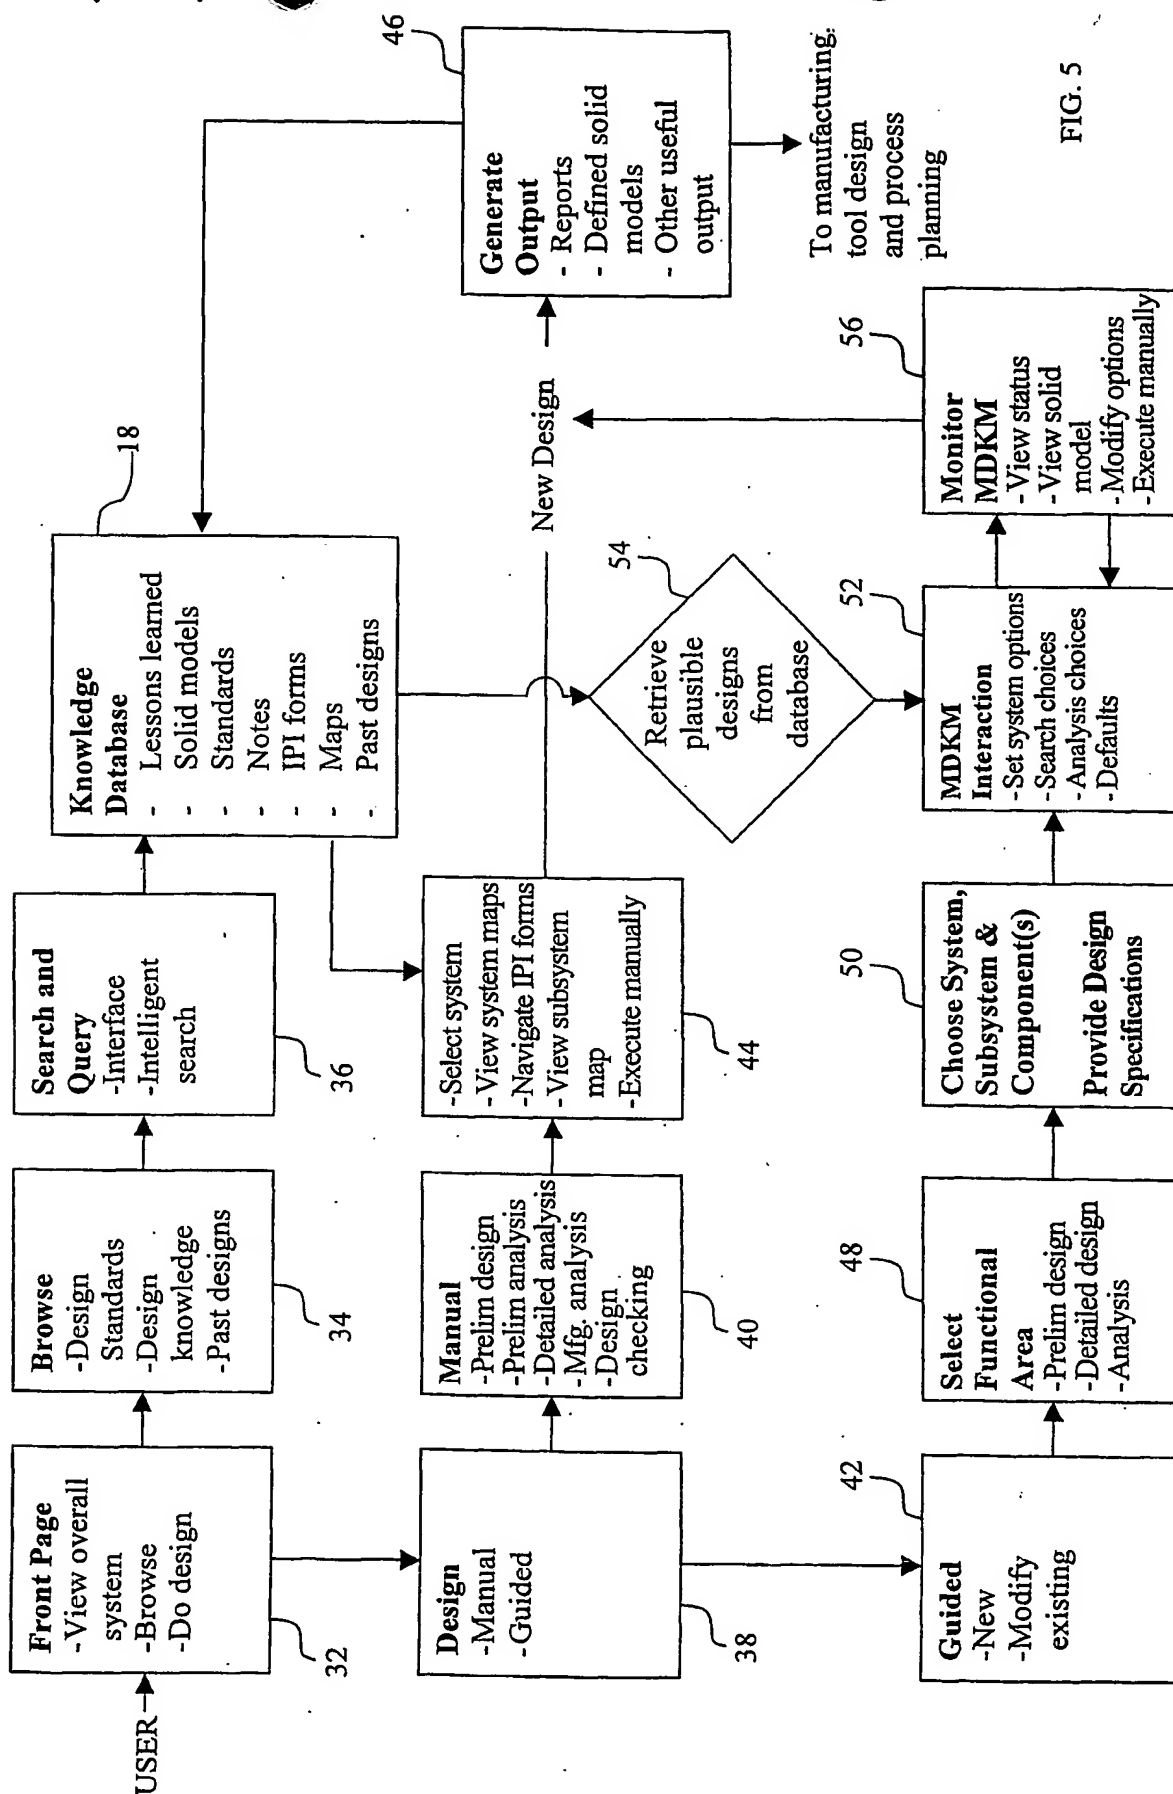 USER
Front Page
- View overall
system
- Browse
- Do design
32
Browse
-Design
Standards
-Design
knowledge
-Past designs
34
Search and
Query
-Interface
-Intelligent
search
36
Knowledge
Database
- Lessons learned
- Solid models
- Standards
- Notes
- IPI forms
- Maps
- Past designs
18
Design
-Manual
-Guided
38
Manual
-Prelim design
-Prelim analysis
-Detailed analysis
-Mfg. analysis
-Design
checking
40
-Select system
-View system maps
-Navigate IPI forms
-View subsystem
map
-Execute manually
44
New Design
Generate
Output
- Reports
- Defined solid
models
- Other useful
output
46
To manufacturing,
tool design
and process
planning
Retrieve
plausible
designs
from
database
54
Guided
-New
-Modify
existing
42
Select
Functional
Area
-Prelim design
-Detailed design
-Analysis
48
Choose System,
Subsystem &
Component(s)
Provide Design
Specifications
50
MDKM
Interaction
-Set system options
-Search choices
-Analysis choices
-Defaults
52
Monitor
MDKM
-View status
-View solid
model
-Modify options
-Execute manually
56
FIG. 5